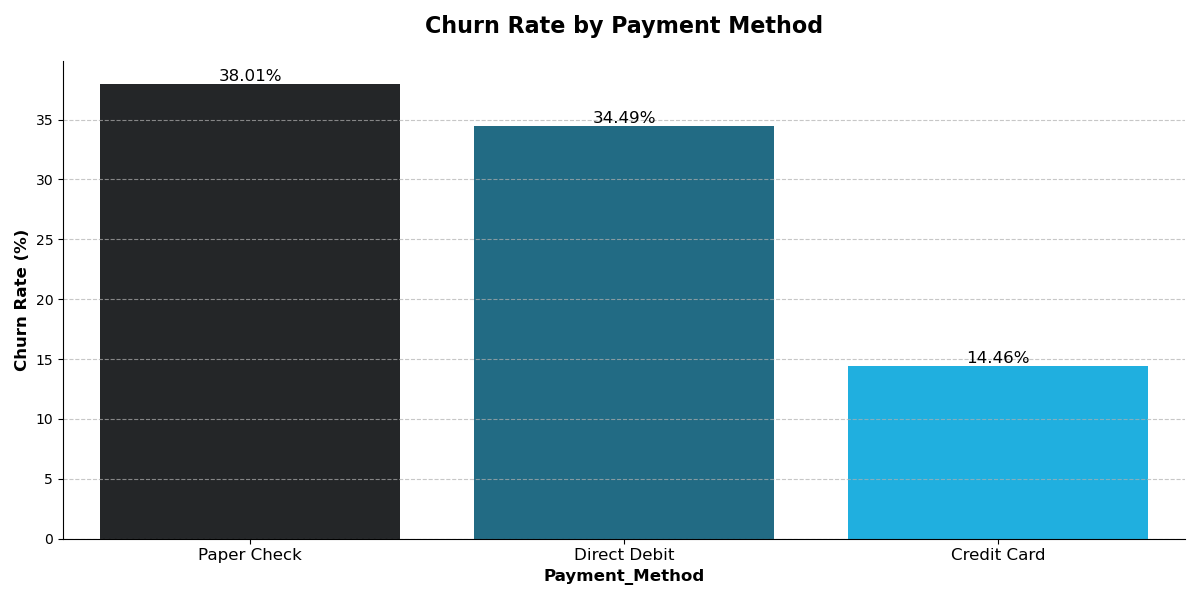 Churn Rate by Payment Method
38.01%
34.49%
14.46%
35
30
25
20
15
10
5
0
Churn Rate (%)
Paper Check
Direct Debit
Credit Card
Payment_Method